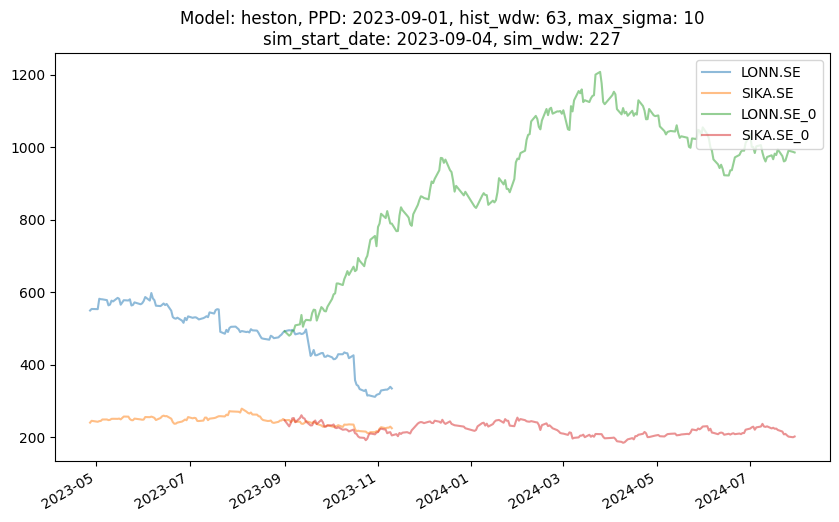 Model: heston, PPD: 2023-09-01, hist_wdw: 63, max_sigma: 10
sim_start_date: 2023-09-04, sim_wdw: 227
1200
1000
800
600
400
200
LONN.SE
SIKA.SE
LONN.SE_0
SIKA.SE_0
2023-05
2023-07
2023-09
2023-11
2024-01
2024-03
2024-05
2024-07